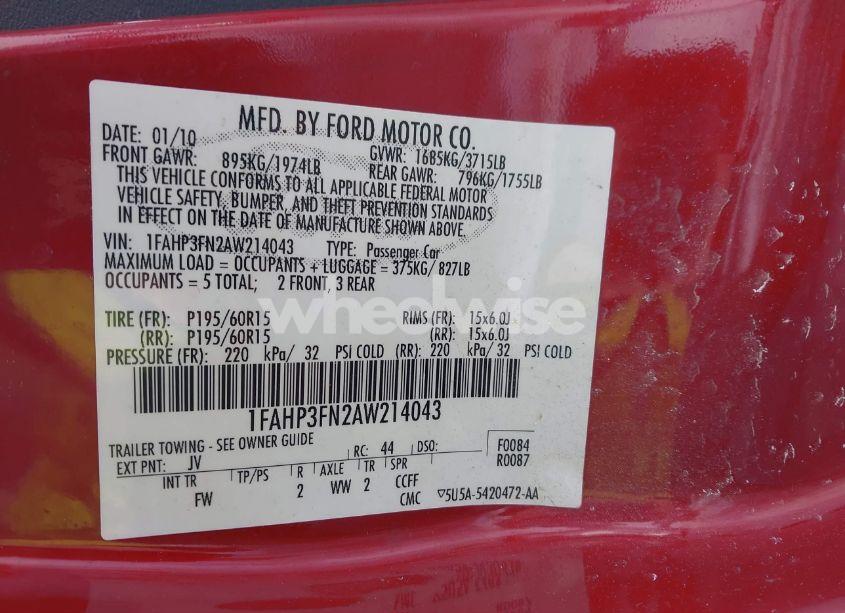 MFD. BY FORD MOTOR CO.
DATE: 01/10 GVWR: 1685KG/3715LB
FRONT GAWR: 895KG/1974LB REAR GAWR: 796KG/1755LB
THIS VEHICLE CONFORMS TO ALL APPLICABLE FEDERAL MOTOR
VEHICLE SAFETY, BUMPER, AND THEFT PREVENTION STANDARDS
IN EFFECT ON THE DATE OF MANUFACTURE SHOWN ABOVE.
VIN: 1FAHP3FN2AW214043 TYPE: Passenger Car
MAXIMUM LOAD = OCCUPANTS + LUGGAGE = 375KG/ 827LB
OCCUPANTS = 5 TOTAL; 2 FRONT, 3 REAR
wheelwise
TIRE (FR): P195/60R15 RIMS (FR): 15x6.0J
(RR): P195/60R15 (RR): 15x6.0J
PRESSURE (FR): 220 kPa/ 32 PSI COLD (RR): 220 kPa/ 32 PSI COLD
1FAHP3FN2AW214043
TRAILER TOWING - SEE OWNER GUIDE RC: 44 DSO: F0084
EXT PNT: JV R0087
INT TR TP/PS R AXLE TR SPR
FW 2 WW 2 CCFF
CMC 5U5A-5420472-AA